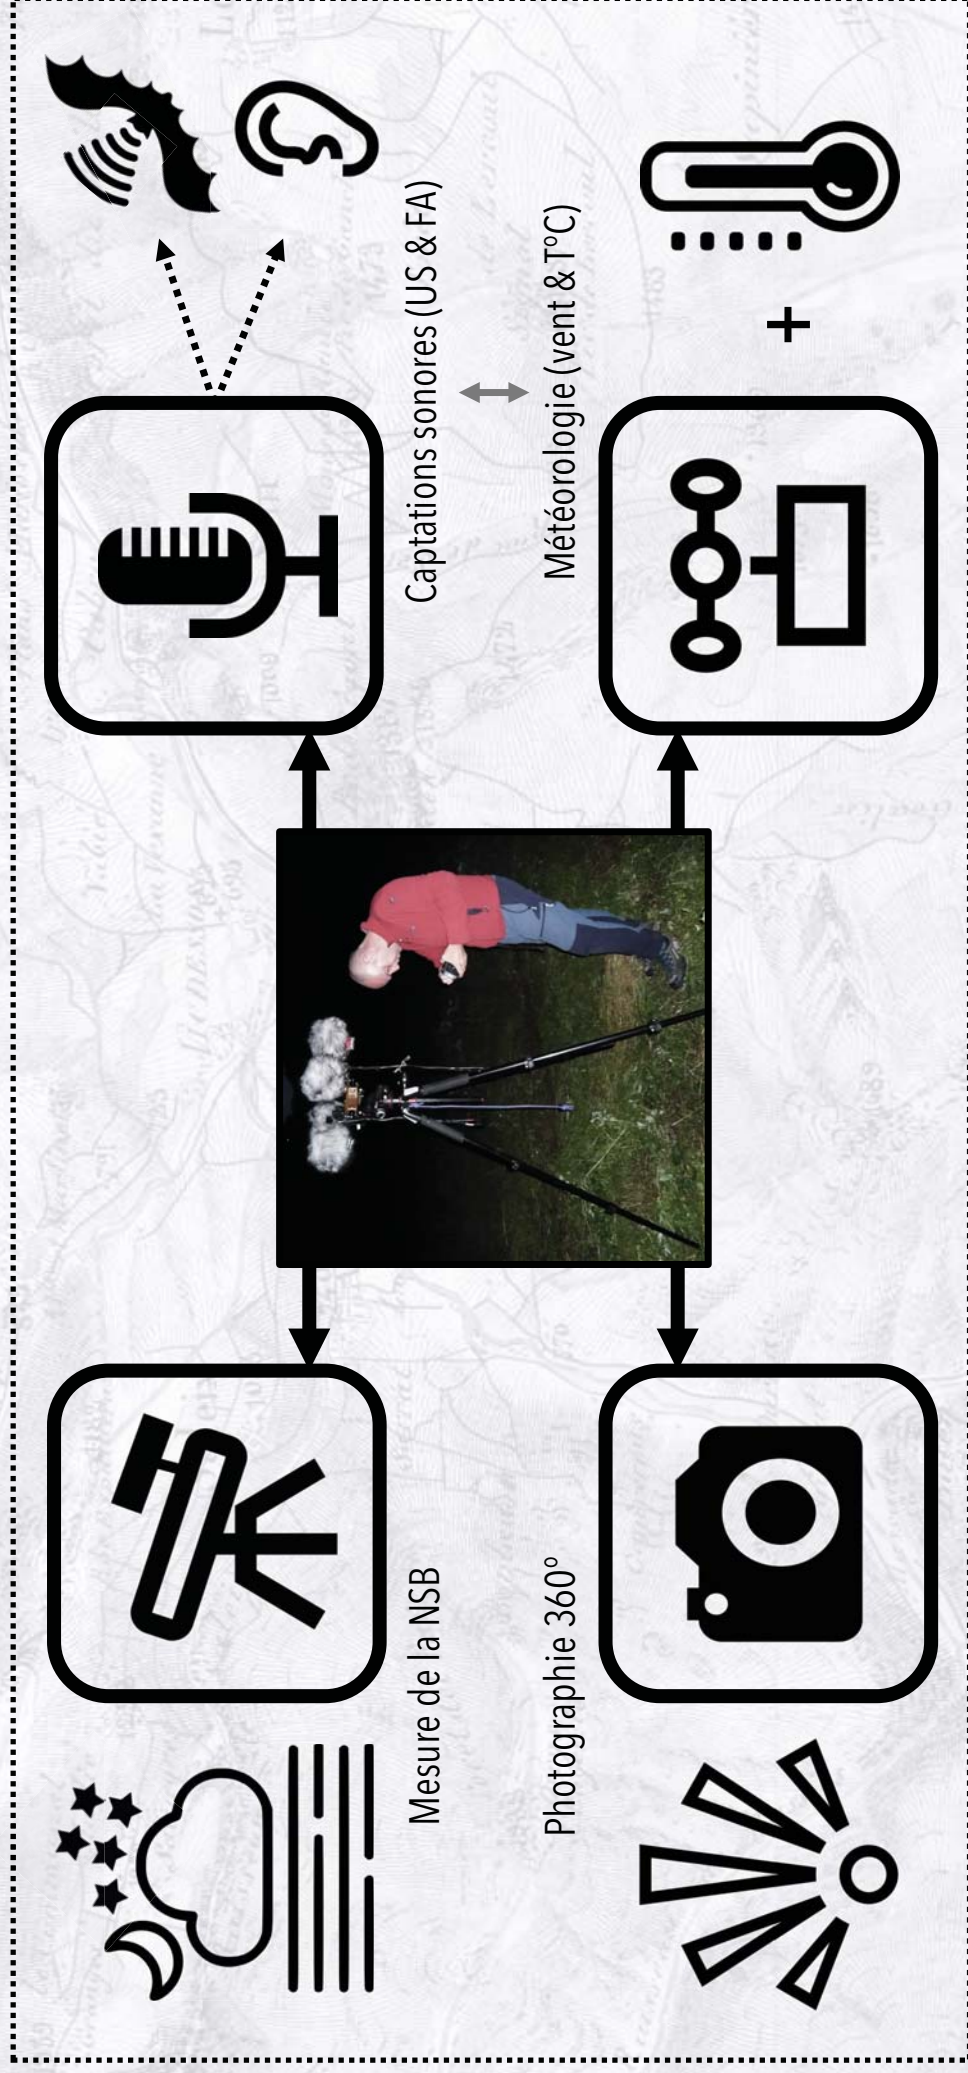 Mesure de la NSB
Captations sonores (US & FA)
Photographie 360°
Météorologie (vent & T°C)